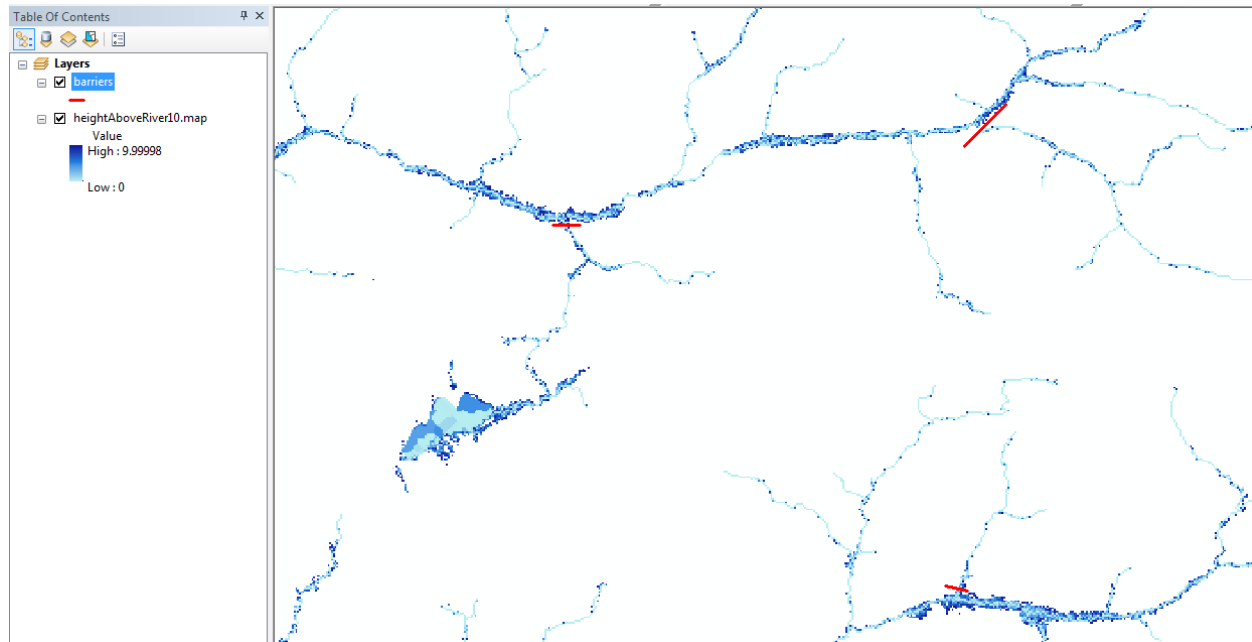 Table Of Contents
Layers
barriers
heightAboveRiver10.map
Value
High : 9.99998
Low : 0